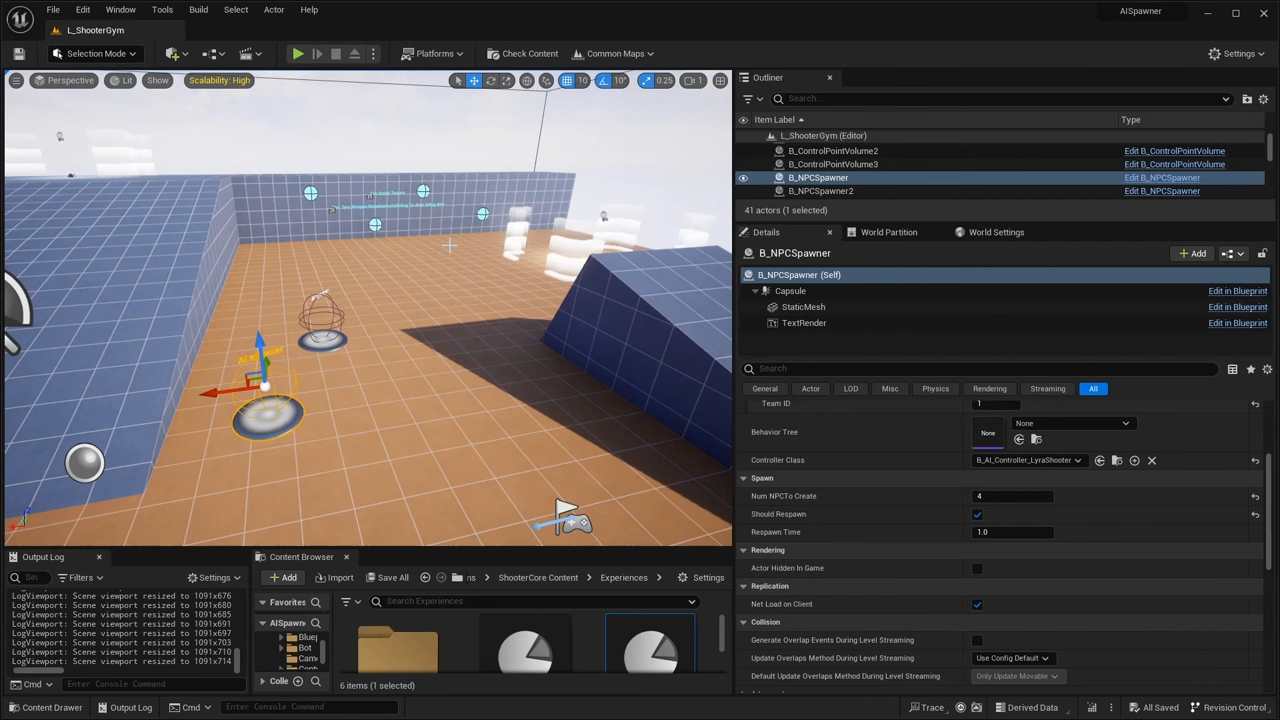 File Edit Window Tools Build Select Actor Help
AISpawner
L_ShooterGym
Selection Mode
Platforms
Check Content
Common Maps
Settings
Perspective
Lit
Show
Scalability: High
10
10°
0.25
1
Outliner
Search...
Item Label
Type
L_ShooterGym (Editor)
B_ControlPointVolume2 Edit B_ControlPointVolume
B_ControlPointVolume3 Edit B_ControlPointVolume
B_NPCSpawner Edit B_NPCSpawner
B_NPCSpawner2 Edit B_NPCSpawner
41 actors (1 selected)
Details
World Partition
World Settings
B_NPCSpawner
Add
B_NPCSpawner (Self)
Capsule Edit in Blueprint
StaticMesh Edit in Blueprint
TextRender Edit in Blueprint
Search
General Actor LOD Misc Physics Rendering Streaming All
Team ID 1
Behavior Tree None None
Controller Class B_AI_Controller_LyraShooter
Spawn
Num NPCTo Create 4
Should Respawn
Respawn Time 1.0
Rendering
Actor Hidden In Game
Replication
Net Load on Client
Collision
Generate Overlap Events During Level Streaming
Update Overlaps Method During Level Streaming Use Config Default
Default Update Overlaps Method During Level Streaming Only Update Movable
Output Log
Filters
Settings
LogViewport: Scene viewport resized to 1091x676
LogViewport: Scene viewport resized to 1091x680
LogViewport: Scene viewport resized to 1091x685
LogViewport: Scene viewport resized to 1091x691
LogViewport: Scene viewport resized to 1091x697
LogViewport: Scene viewport resized to 1091x703
LogViewport: Scene viewport resized to 1091x710
LogViewport: Scene viewport resized to 1091x714
Cmd Enter Console Command
Content Browser
Add Import Save All
ShooterCore Content
Experiences
Settings
Favorites
Search Experiences
AISpawn
Bluep
Bot
Cam
Colle
6 items (1 selected)
Content Drawer
Output Log
Cmd
Enter Console Command
Trace
Derived Data
All Saved
Revision Control